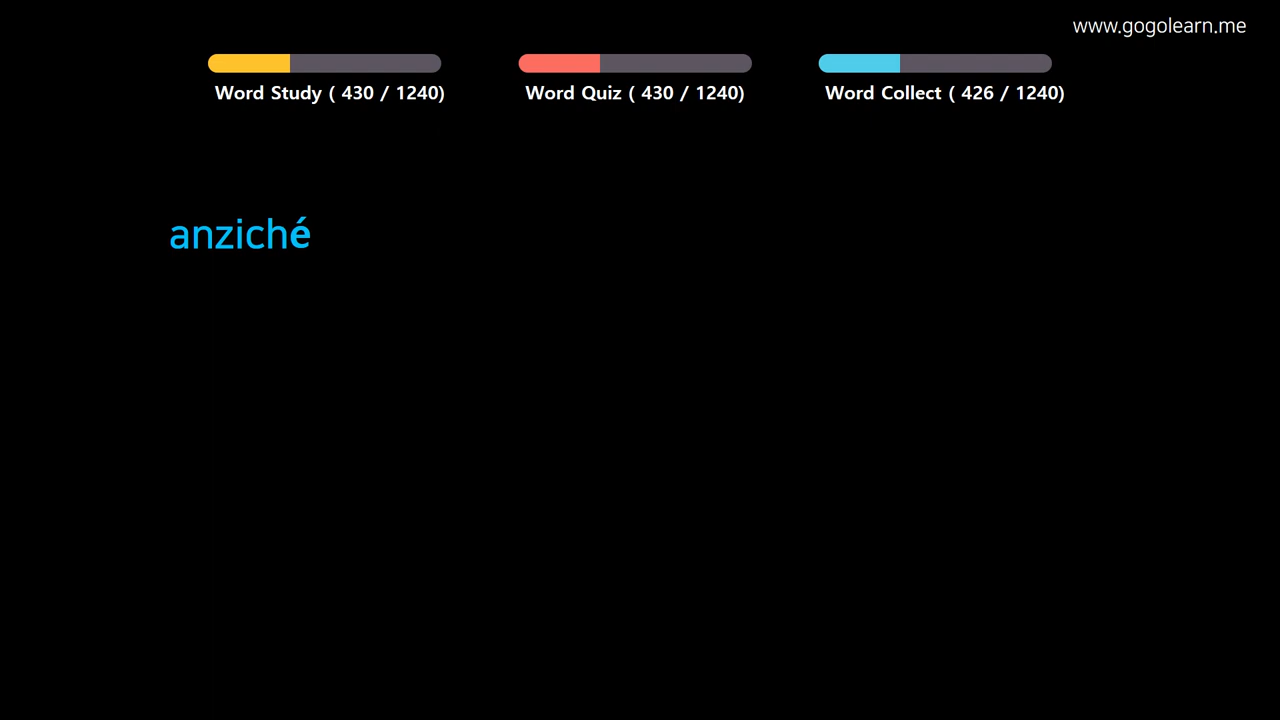 www.gogolearn.me
Word Study ( 430 / 1240)
Word Quiz ( 430 / 1240)
Word Collect ( 426 / 1240)
anziché